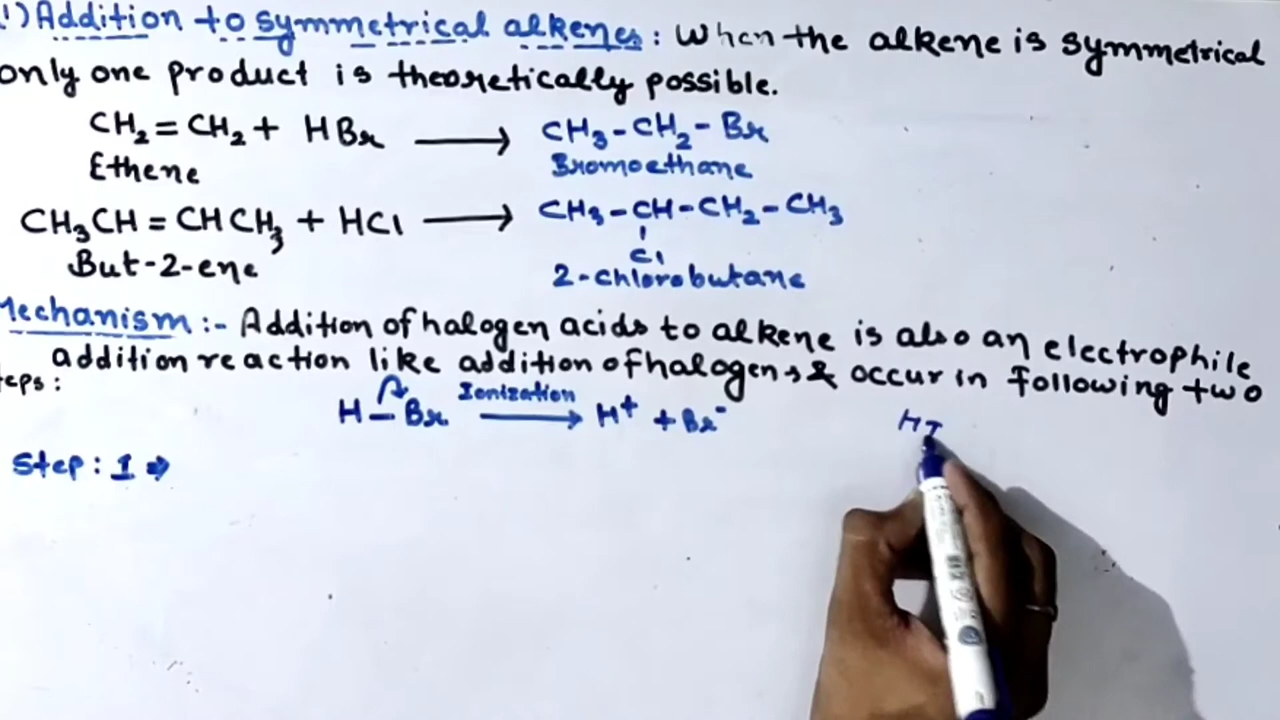 1) Addition to symmetrical alkenes: When the alkene is symmetrical
only one product is theoretically possible.
CH₂=CH₂ + HBr ⟶ CH₃-CH₂-Br
Ethene Bromoethane
CH₃CH=CHCH₃ + HCl ⟶ CH₃-CH-CH₂-CH₃
Cl
But-2-ene 2-chlorobutane
Mechanism:- Addition of halogen acids to alkene is also an electrophile
addition reaction like addition of halogens & occur in following two
teps:
H-Br Ionization ⟶ H⁺ + Br⁻
HI
Step:1 ⇒